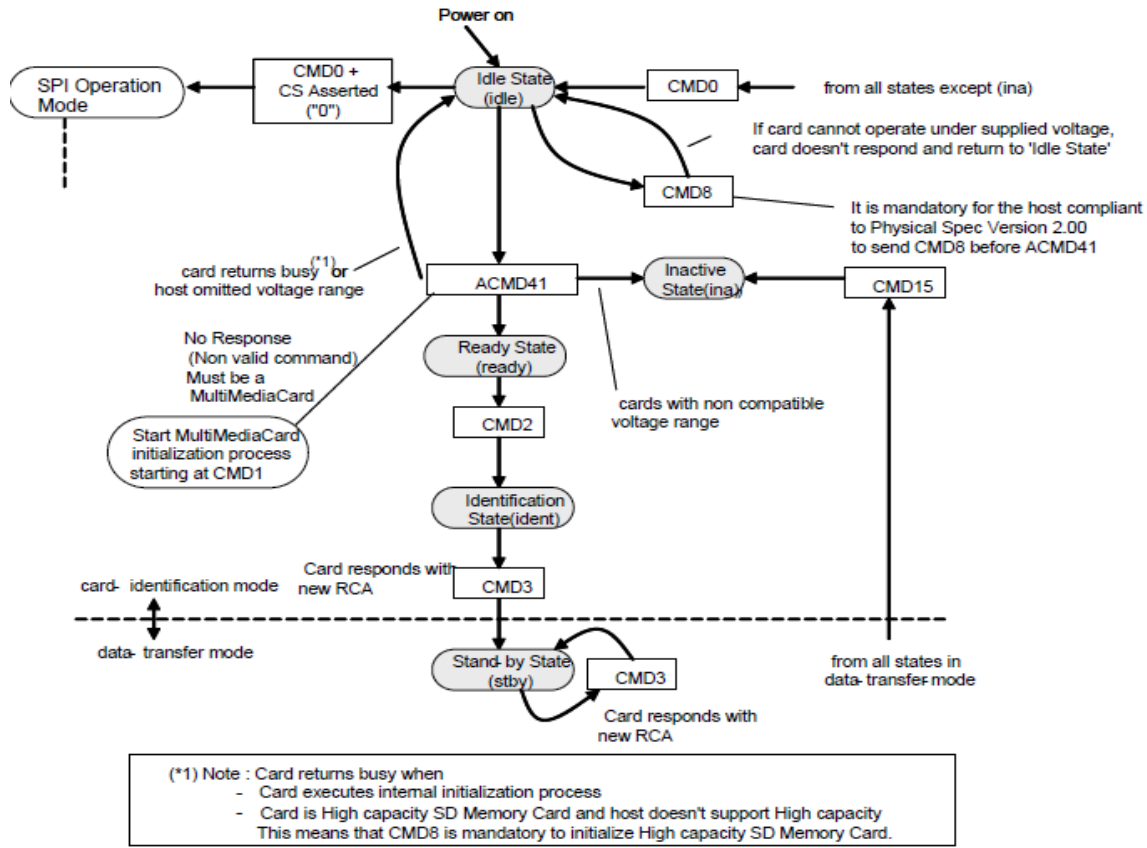 Power on
SPI Operation
Mode
CMD0 +
CS Asserted
("0")
Idle State
(idle)
CMD0
from all states except (ina)
If card cannot operate under supplied voltage,
card doesn't respond and return to 'Idle State'
CMD8
It is mandatory for the host compliant
to Physical Spec Version 2.00
to send CMD8 before ACMD41
card returns busy (*1) or
host omitted voltage range
ACMD41
Inactive
State(ina)
CMD15
No Response
(Non valid command)
Must be a
MultiMediaCard
Ready State
(ready)
cards with non compatible
voltage range
CMD2
Start MultiMediaCard
initialization process
starting at CMD1
Identification
State(ident)
Card responds with
new RCA
CMD3
card- identification mode
data- transfer mode
Stand-by State
(stby)
CMD3
from all states in
data-transfer-mode
Card responds with
new RCA
(*1) Note : Card returns busy when
- Card executes internal initialization process
- Card is High capacity SD Memory Card and host doesn't support High capacity
This means that CMD8 is mandatory to initialize High capacity SD Memory Card.